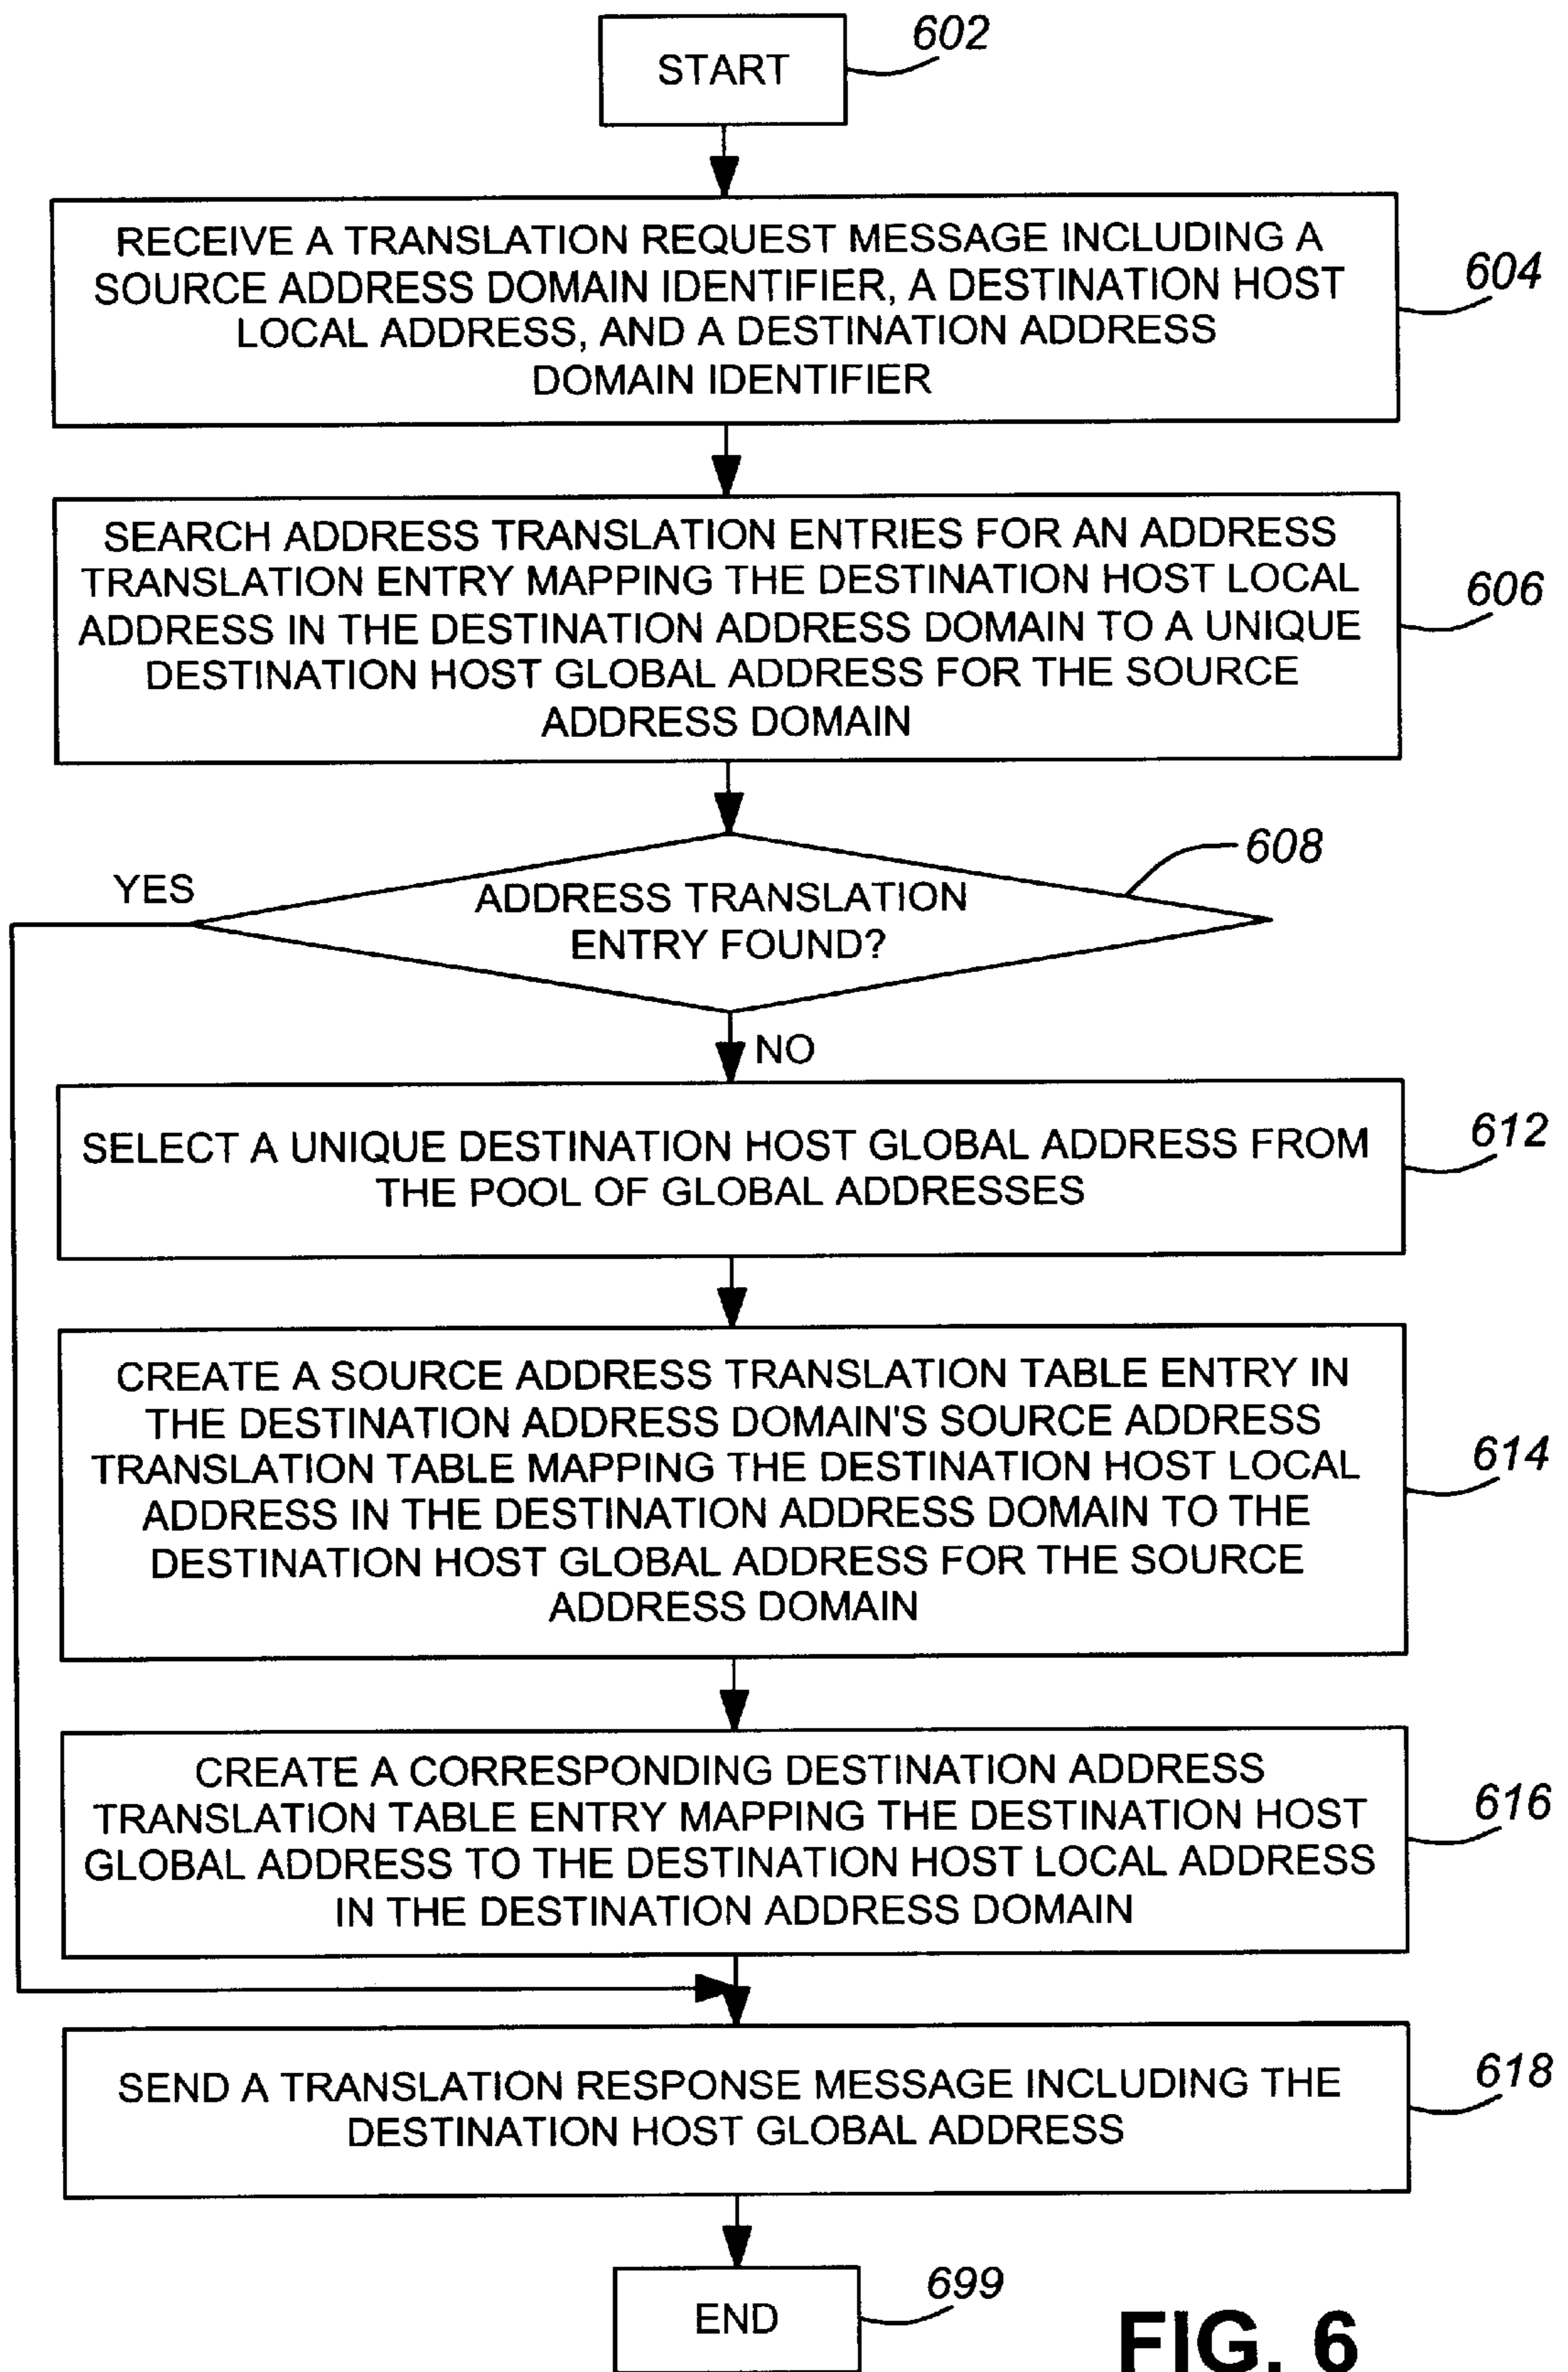 START
602
RECEIVE A TRANSLATION REQUEST MESSAGE INCLUDING A
SOURCE ADDRESS DOMAIN IDENTIFIER, A DESTINATION HOST
LOCAL ADDRESS, AND A DESTINATION ADDRESS
DOMAIN IDENTIFIER
604
SEARCH ADDRESS TRANSLATION ENTRIES FOR AN ADDRESS
TRANSLATION ENTRY MAPPING THE DESTINATION HOST LOCAL
ADDRESS IN THE DESTINATION ADDRESS DOMAIN TO A UNIQUE
DESTINATION HOST GLOBAL ADDRESS FOR THE SOURCE
ADDRESS DOMAIN
606
YES
ADDRESS TRANSLATION
ENTRY FOUND?
608
NO
SELECT A UNIQUE DESTINATION HOST GLOBAL ADDRESS FROM
THE POOL OF GLOBAL ADDRESSES
612
CREATE A SOURCE ADDRESS TRANSLATION TABLE ENTRY IN
THE DESTINATION ADDRESS DOMAIN'S SOURCE ADDRESS
TRANSLATION TABLE MAPPING THE DESTINATION HOST LOCAL
ADDRESS IN THE DESTINATION ADDRESS DOMAIN TO THE
DESTINATION HOST GLOBAL ADDRESS FOR THE SOURCE
ADDRESS DOMAIN
614
CREATE A CORRESPONDING DESTINATION ADDRESS
TRANSLATION TABLE ENTRY MAPPING THE DESTINATION HOST
GLOBAL ADDRESS TO THE DESTINATION HOST LOCAL ADDRESS
IN THE DESTINATION ADDRESS DOMAIN
616
SEND A TRANSLATION RESPONSE MESSAGE INCLUDING THE
DESTINATION HOST GLOBAL ADDRESS
618
END
699
FIG. 6